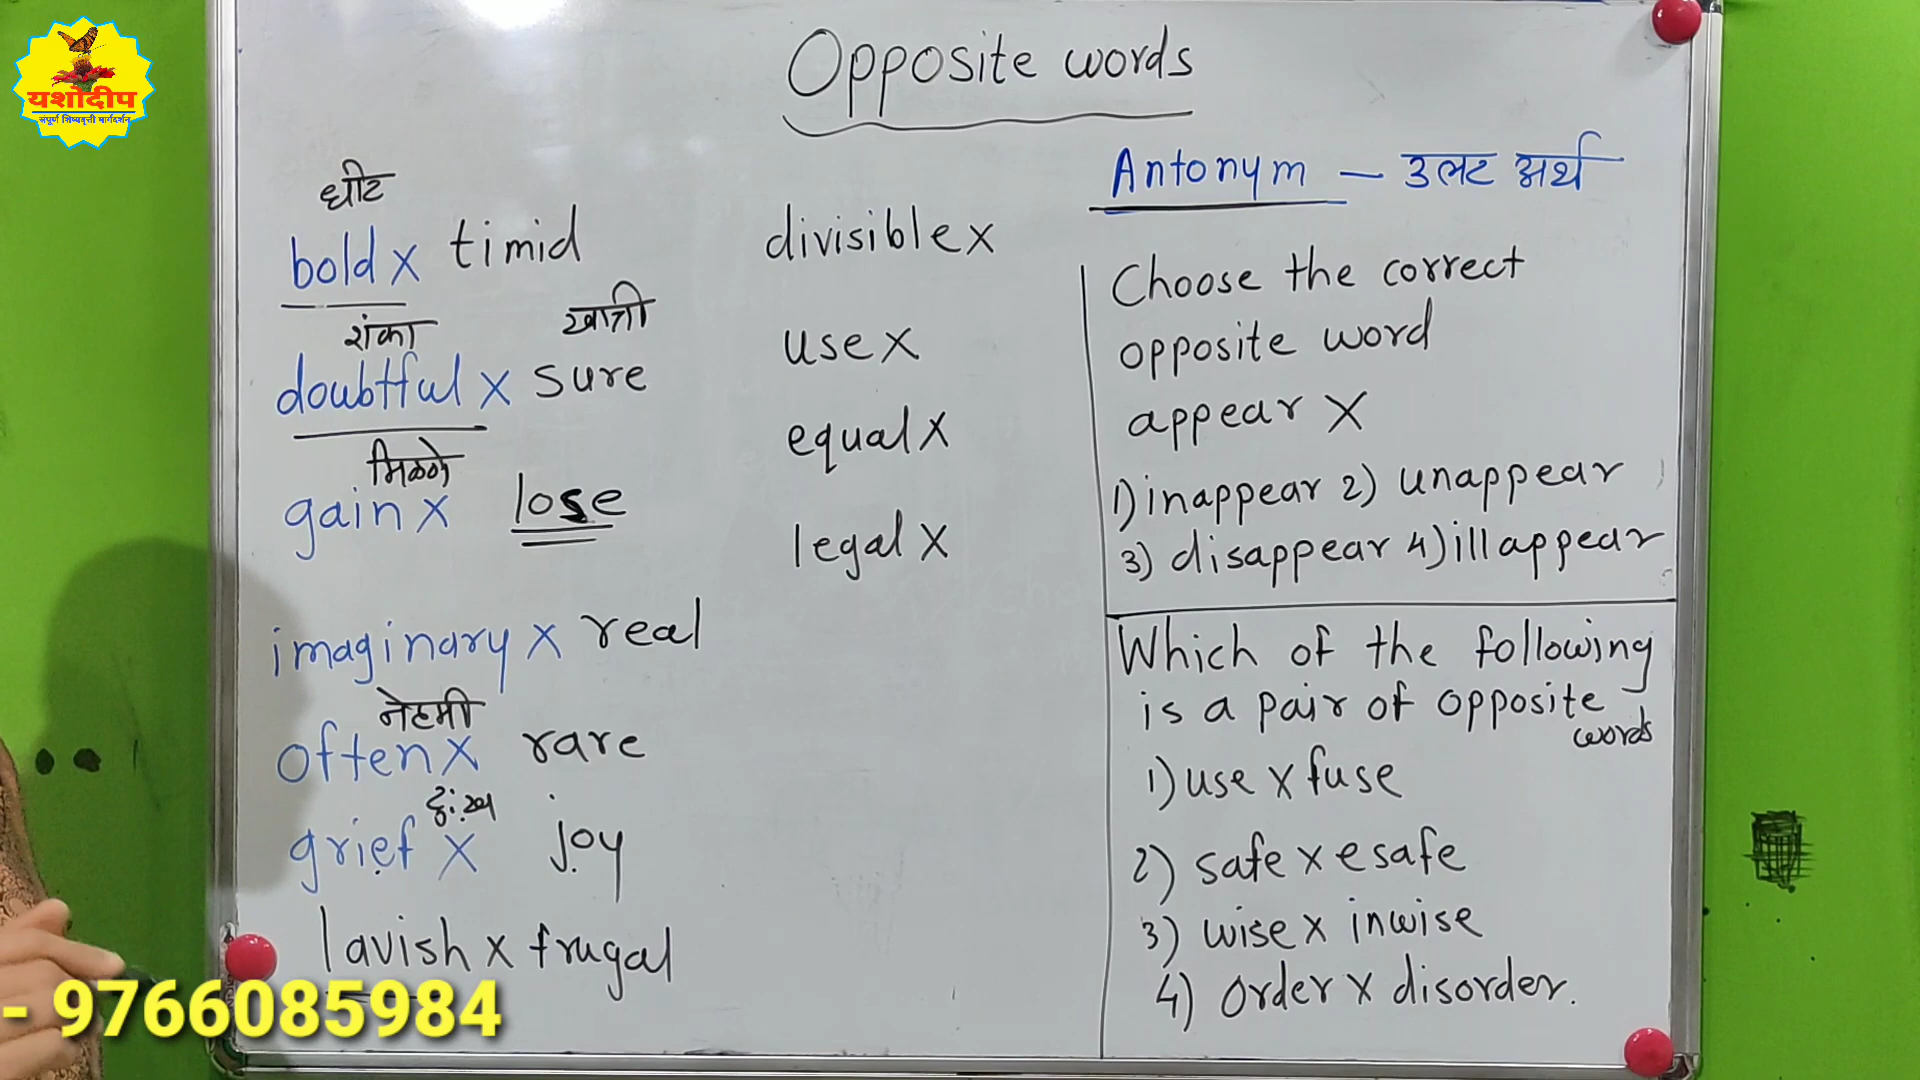 यशोदीप
संपूर्ण शिष्यवृत्ती मार्गदर्शन
Opposite words
Antonym - उलट अर्थ
धीट
bold x timid
शंका खात्री
doubtful x sure
मिळणे
gain x lose
imaginary x real
नेहमी
often x rare
दु:ख
grief x joy
lavish x frugal
divisible x
use x
equal x
legal x
Choose the correct
opposite word
appear x
1) inappear 2) unappear
3) disappear 4) illappear
Which of the following
is a pair of opposite
words
1) use x fuse
2) safe x esafe
3) wise x inwise
4) order x disorder.
- 9766085984